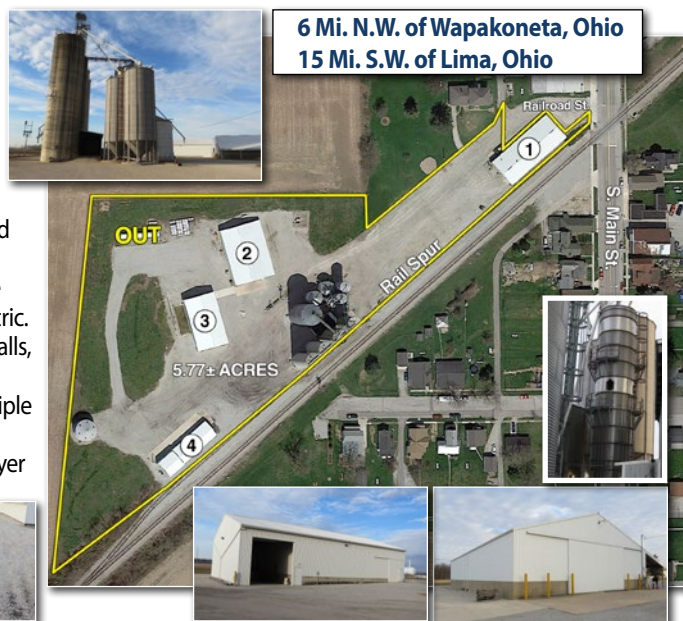 6 Mi. N.W. of Wapakoneta, Ohio
15 Mi. S.W. of Lima, Ohio
Railroad St.
1
S. Main St.
OUT
2
Rail Spur
3
5.77± ACRES
4
tric.
alls,
iple
yer